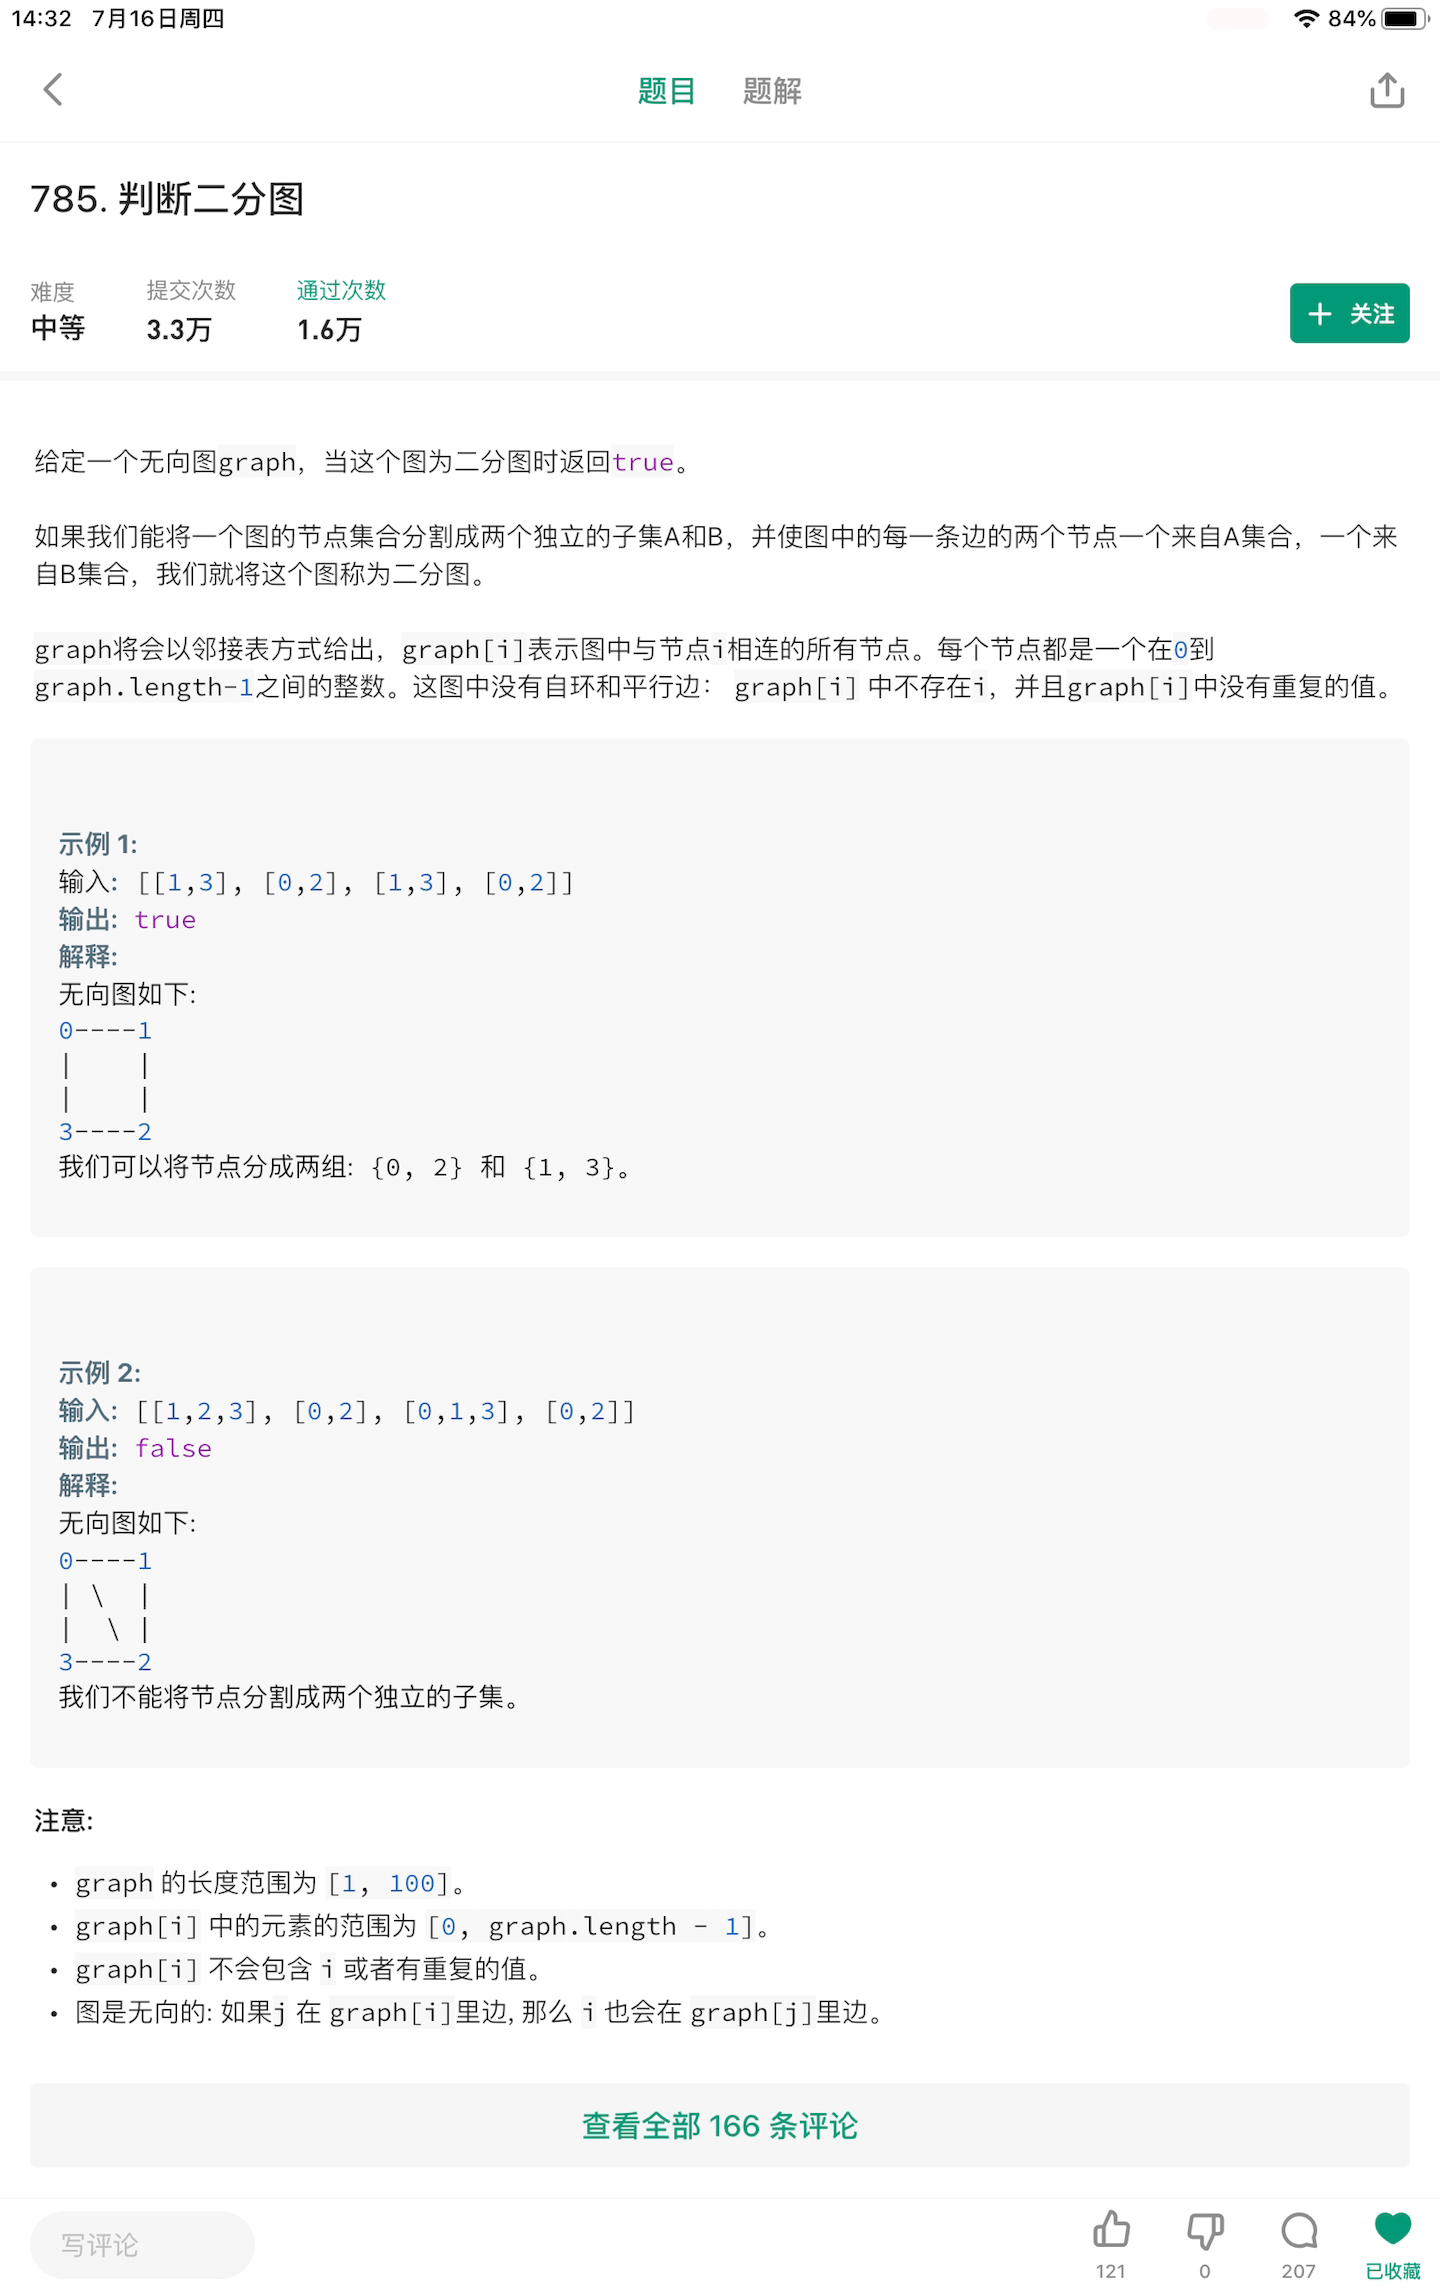 14:32 7月16日周四 84%
题目 题解
785. 判断二分图
难度 提交次数 通过次数
中等 3.3万 1.6万
+ 关注
给定一个无向图graph，当这个图为二分图时返回true。
如果我们能将一个图的节点集合分割成两个独立的子集A和B，并使图中的每一条边的两个节点一个来自A集合，一个来
自B集合，我们就将这个图称为二分图。
graph将会以邻接表方式给出，graph[i]表示图中与节点i相连的所有节点。每个节点都是一个在0到
graph.length-1之间的整数。这图中没有自环和平行边： graph[i] 中不存在i，并且graph[i]中没有重复的值。
示例 1:
输入: [[1,3], [0,2], [1,3], [0,2]]
输出: true
解释:
无向图如下:
0----1
|    |
|    |
3----2
我们可以将节点分成两组: {0, 2} 和 {1, 3}。
示例 2:
输入: [[1,2,3], [0,2], [0,1,3], [0,2]]
输出: false
解释:
无向图如下:
0----1
| \  |
|  \ |
3----2
我们不能将节点分割成两个独立的子集。
注意:
• graph 的长度范围为 [1, 100]。
• graph[i] 中的元素的范围为 [0, graph.length - 1]。
• graph[i] 不会包含 i 或者有重复的值。
• 图是无向的: 如果j 在 graph[i]里边, 那么 i 也会在 graph[j]里边。
查看全部 166 条评论
写评论
121 0 207 已收藏